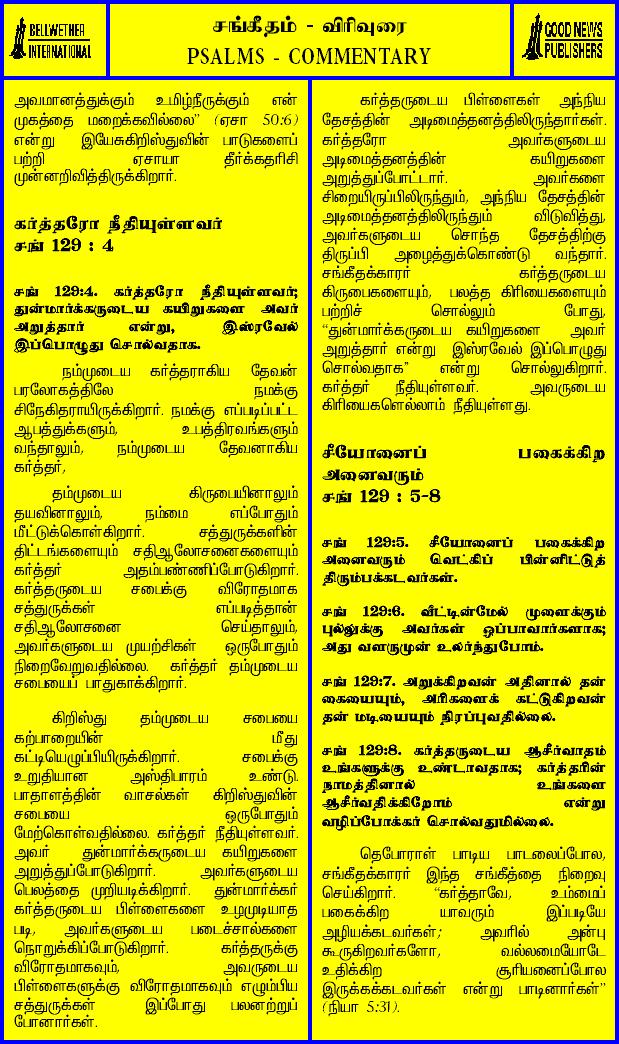 BELLWETHER
INTERNATIONAL
சங்கீதம் - விரிவுரை
PSALMS - COMMENTARY
GOOD NEWS
PUBLISHERS
அவமானத்துக்கும் உமிழ்நீருக்கும் என்
முகத்தை மறைக்கவில்லை” (ஏசா 50:6)
என்று இயேசுகிறிஸ்துவின் பாடுகளைப்
பற்றி ஏசாயா தீர்க்கதரிசி
முன்னறிவித்திருக்கிறார்.
கர்த்தரோ நீதியுள்ளவர்
சங் 129 : 4
சங் 129:4. கர்த்தரோ நீதியுள்ளவர்;
துன்மார்க்கருடைய கயிறுகளை அவர்
அறுத்தார் என்று, இஸ்ரவேல்
இப்பொழுது சொல்வதாக.
நம்முடைய கர்த்தராகிய தேவன்
பரலோகத்திலே நமக்கு
சிநேகிதராயிருக்கிறார். நமக்கு எப்படிப்பட்ட
ஆபத்துக்களும், உபத்திரவங்களும்
வந்தாலும், நம்முடைய தேவனாகிய
கர்த்தர்,
தம்முடைய கிருபையினாலும்
தயவினாலும், நம்மை எப்போதும்
மீட்டுக்கொள்கிறார். சத்துருக்களின்
திட்டங்களையும் சதிஆலோசனைகளையும்
கர்த்தர் அதம்பண்ணிப்போடுகிறார்.
கர்த்தருடைய சபைக்கு விரோதமாக
சத்துருக்கள் எப்படித்தான்
சதிஆலோசனை செய்தாலும்,
அவர்களுடைய முயற்சிகள் ஒருபோதும்
நிறைவேறுவதில்லை. கர்த்தர் தம்முடைய
சபையைப் பாதுகாக்கிறார்.
கிறிஸ்து தம்முடைய சபையை
கற்பாறையின் மீது
கட்டியெழுப்பியிருக்கிறார். சபைக்கு
உறுதியான அஸ்திபாரம் உண்டு.
பாதாளத்தின் வாசல்கள் கிறிஸ்துவின்
சபையை ஒருபோதும்
மேற்கொள்வதில்லை. கர்த்தர் நீதியுள்ளவர்.
அவர் துன்மார்க்கருடைய கயிறுகளை
அறுத்துப்போடுகிறார். அவர்களுடைய
பெலத்தை முறியடிக்கிறார். துன்மார்க்கர்
கர்த்தருடைய பிள்ளைகளை உழமுடியாத
படி, அவர்களுடைய படைச்சால்களை
நொறுக்கிப்போடுகிறார். கர்த்தருக்கு
விரோதமாகவும், அவருடைய
பிள்ளைகளுக்கு விரோதமாகவும் எழும்பிய
சத்துருக்கள் இப்போது பலனற்றுப்
போனார்கள்.
கர்த்தருடைய பிள்ளைகள் அந்நிய
தேசத்தின் அடிமைத்தனத்திலிருந்தார்கள்.
கர்த்தரோ அவர்களுடைய
அடிமைத்தனத்தின் கயிறுகளை
அறுத்துப்போட்டார். அவர்களை
சிறையிருப்பிலிருந்தும், அந்நிய தேசத்தின்
அடிமைத்தனத்திலிருந்தும் விடுவித்து,
அவர்களுடைய சொந்த தேசத்திற்கு
திருப்பி அழைத்துக்கொண்டு வந்தார்.
சங்கீதக்காரர் கர்த்தருடைய
கிருபைகளையும், பலத்த கிரியைகளையும்
பற்றிச் சொல்லும் போது,
“துன்மார்க்கருடைய கயிறுகளை அவர்
அறுத்தார் என்று இஸ்ரவேல் இப்பொழுது
சொல்வதாக” என்று சொல்லுகிறார்.
கர்த்தர் நீதியுள்ளவர். அவருடைய
கிரியைகளெல்லாம் நீதியுள்ளது.
சீயோனைப் பகைக்கிற
அனைவரும்
சங் 129 : 5-8
சங் 129:5. சீயோனைப் பகைக்கிற
அனைவரும் வெட்கிப் பின்னிட்டுத்
திரும்பக்கடவர்கள்.
சங் 129:6. வீட்டின்மேல் முளைக்கும்
புல்லுக்கு அவர்கள் ஒப்பாவார்களாக;
அது வளருமுன் உலர்ந்துபோம்.
சங் 129:7. அறுக்கிறவன் அதினால் தன்
கையையும், அரிகளைக் கட்டுகிறவன்
தன் மடியையும் நிரப்புவதில்லை.
சங் 129:8. கர்த்தருடைய ஆசீர்வாதம்
உங்களுக்கு உண்டாவதாக; கர்த்தரின்
நாமத்தினால் உங்களை
ஆசீர்வதிக்கிறோம் என்று
வழிப்போக்கர் சொல்வதுமில்லை.
தெபோராள் பாடிய பாடலைப்போல,
சங்கீதக்காரர் இந்த சங்கீத்தை நிறைவு
செய்கிறார். “கர்த்தாவே, உம்மைப்
பகைக்கிற யாவரும் இப்படியே
அழியக்கடவர்கள்; அவரில் அன்பு
கூருகிறவர்களோ, வல்லமையோடே
உதிக்கிற சூரியனைப்போல
இருக்கக்கடவர்கள் என்று பாடினார்கள்”
(நியா 5:31).